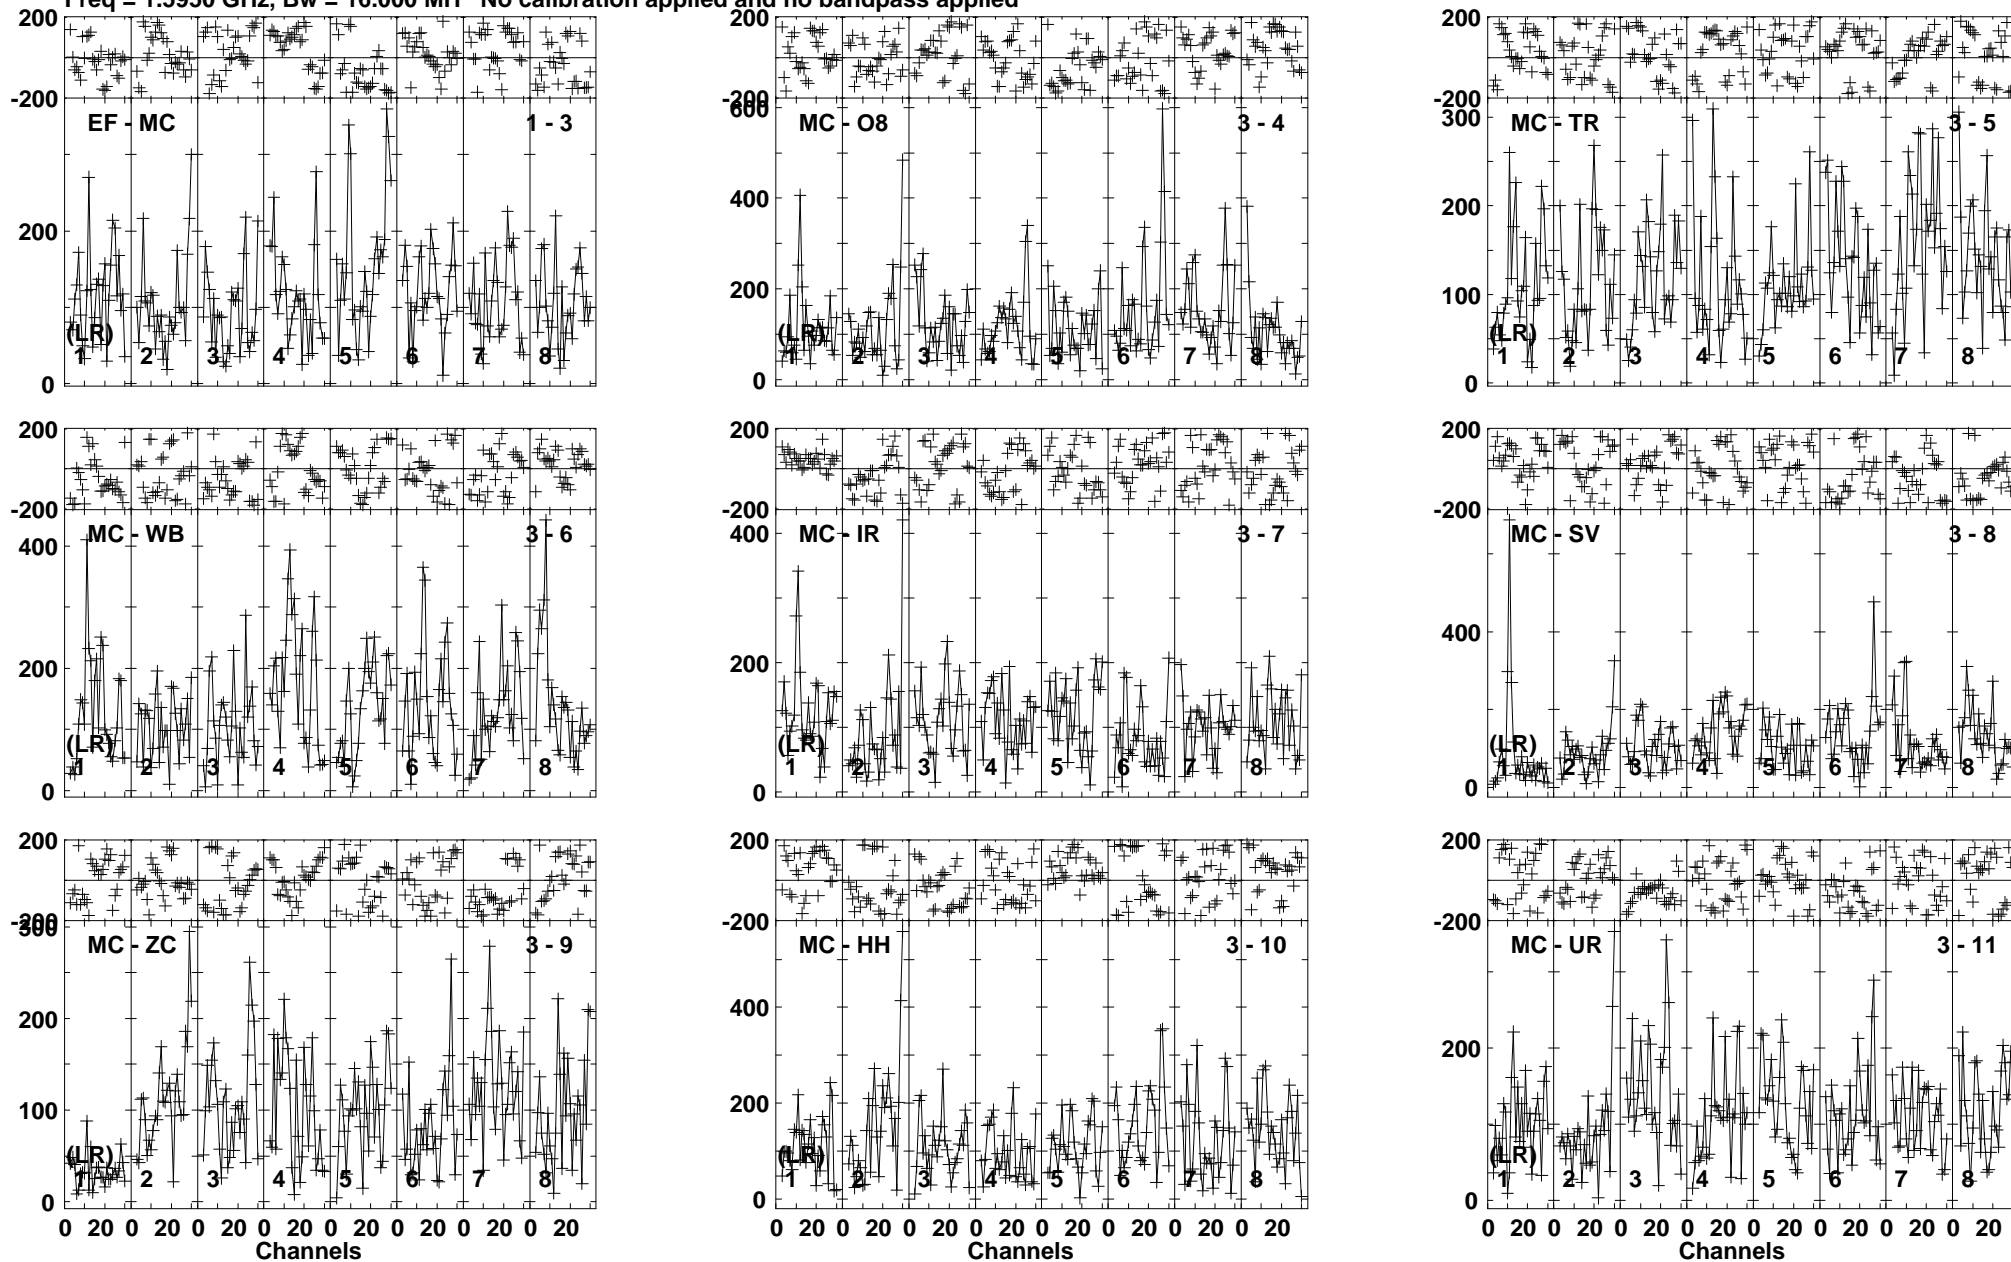 Freq = 1.5950 GHz, Bw = 16.000 MH No calibration applied and no bandpass applied
200 200 200
-200 -200 -200
EF - MC 1 - 3 MC - O8 3 - 4 MC - TR 3 - 5
600 300
400
200 200 200
100
(LR) (LR) (LR)
1 2 3 4 5 6 7 8 1 2 3 4 5 6 7 8 1 2 3 4 5 6 7 8
0 0 0
200 200 200
-200 -200 -200
MC - WB 3 - 6 MC - IR 3 - 7 MC - SV 3 - 8
400 400 400
200 200
(LR) (LR) (LR)
1 2 3 4 5 6 7 8 1 2 3 4 5 6 7 8 1 2 3 4 5 6 7 8
0 0 0
200 200 200
-200 -200 -200
300
MC - ZC 3 - 9 MC - HH 3 - 10 MC - UR 3 - 11
200 400 200
100 200
(LR) (LR) (LR)
1 2 3 4 5 6 7 8 1 2 3 4 5 6 7 8 1 2 3 4 5 6 7 8
0 0 0
0 20 0 20 0 20 0 20 0 20 0 20 0 20 0 20 0 20 0 20 0 20 0 20 0 20 0 20 0 20 0 20 0 20 0 20 0 20 0 20 0 20 0 20 0 20 0 20
Channels Channels Channels